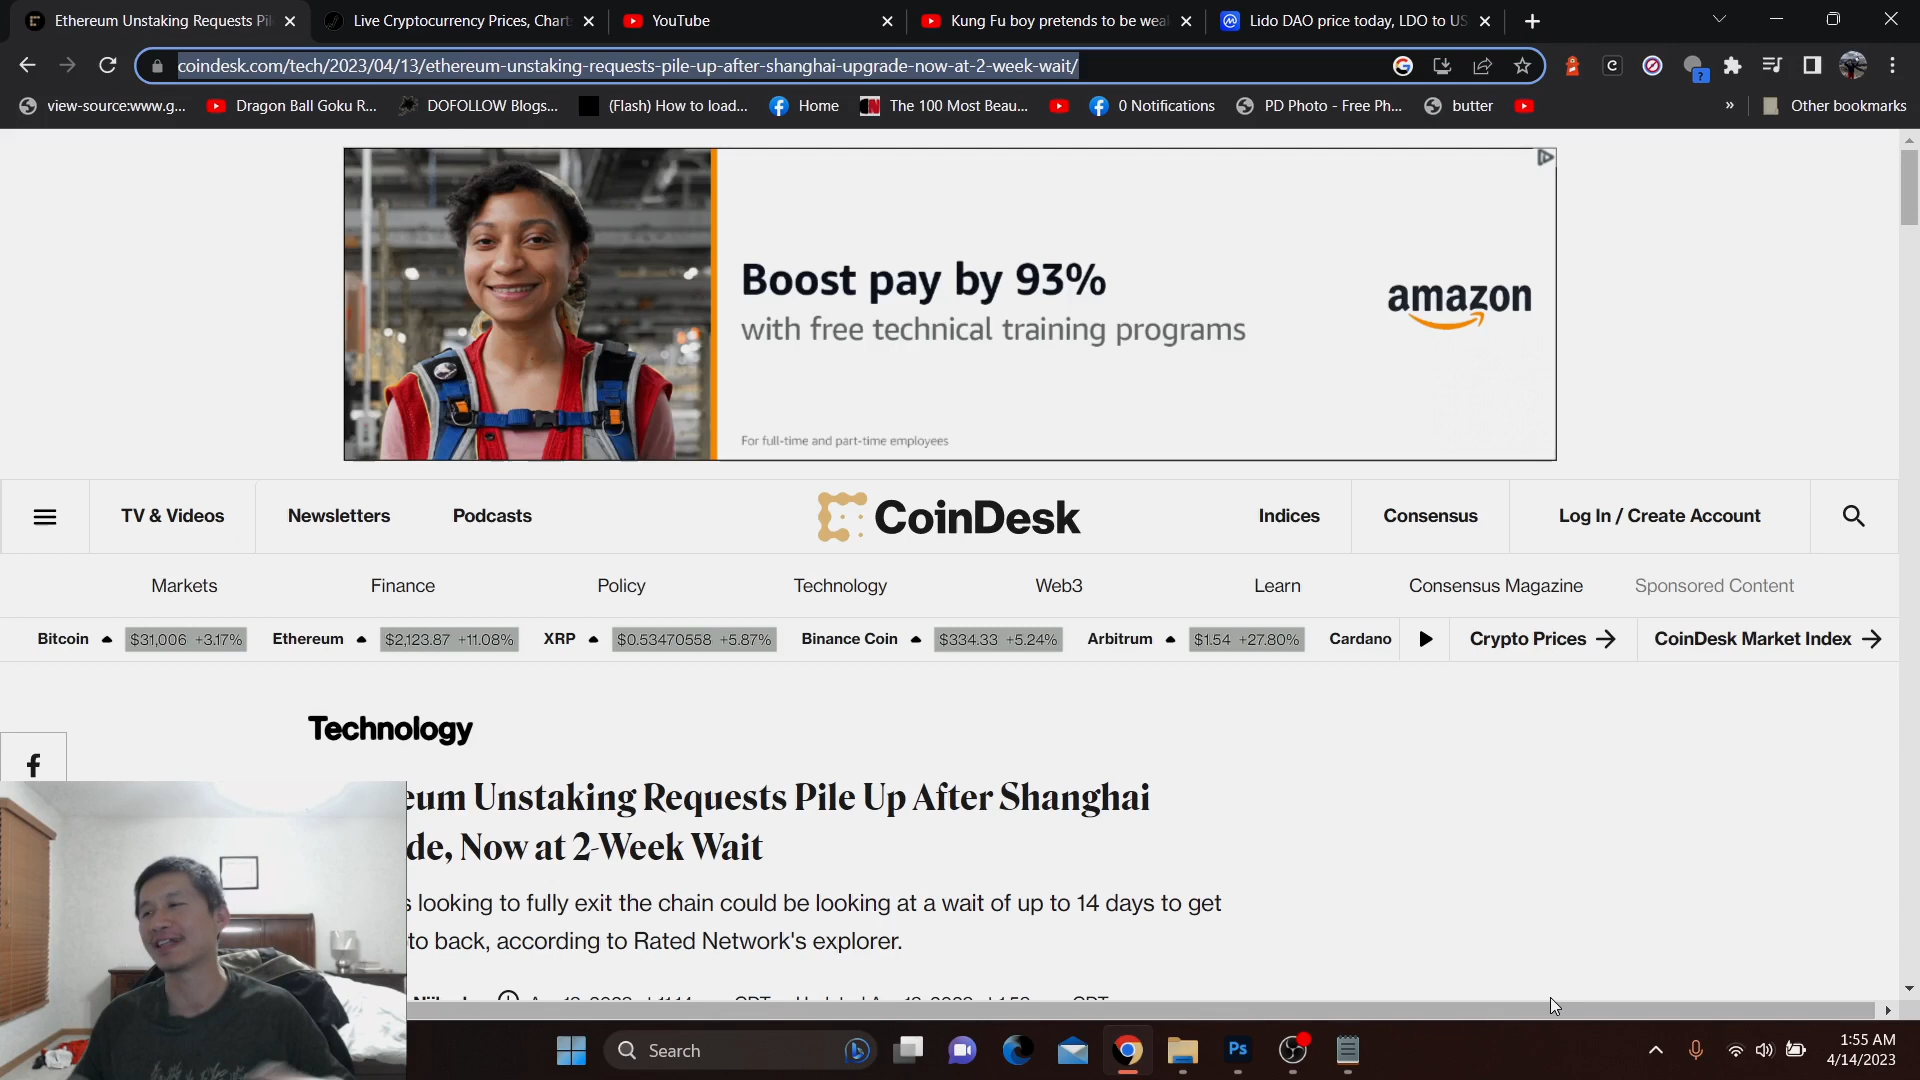 Ethereum Unstaking Requests Pi
Live Cryptocurrency Prices, Chart
YouTube
Kung Fu boy pretends to be weal
Lido DAO price today, LDO to US
coindesk.com/tech/2023/04/13/ethereum-unstaking-requests-pile-up-after-shanghai-upgrade-now-at-2-week-wait/
view-source:www.g...
Dragon Ball Goku R...
DOFOLLOW Blogs...
(Flash) How to load...
Home
The 100 Most Beau...
0 Notifications
PD Photo - Free Ph...
butter
»
Other bookmarks
Boost pay by 93%
with free technical training programs
amazon
For full-time and part-time employees
TV & Videos
Newsletters
Podcasts
CoinDesk
Indices
Consensus
Log In / Create Account
Markets
Finance
Policy
Technology
Web3
Learn
Consensus Magazine
Sponsored Content
Bitcoin $31,006 +3.17%
Ethereum $2,123.87 +11.08%
XRP $0.53470558 +5.87%
Binance Coin $334.33 +5.24%
Arbitrum $1.54 +27.80%
Cardano
Crypto Prices →
CoinDesk Market Index →
Technology
eum Unstaking Requests Pile Up After Shanghai
de, Now at 2-Week Wait
s looking to fully exit the chain could be looking at a wait of up to 14 days to get
to back, according to Rated Network's explorer.
Search
Ps
1:55 AM
4/14/2023